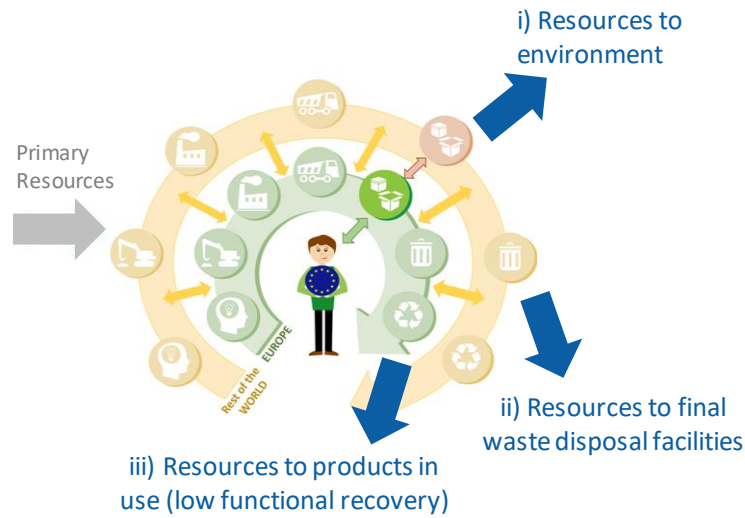 i) Resources to
environment
Primary
Resources
EUROPE
Rest of the
WORLD
ii) Resources to final
waste disposal facilities
iii) Resources to products in
use (low functional recovery)